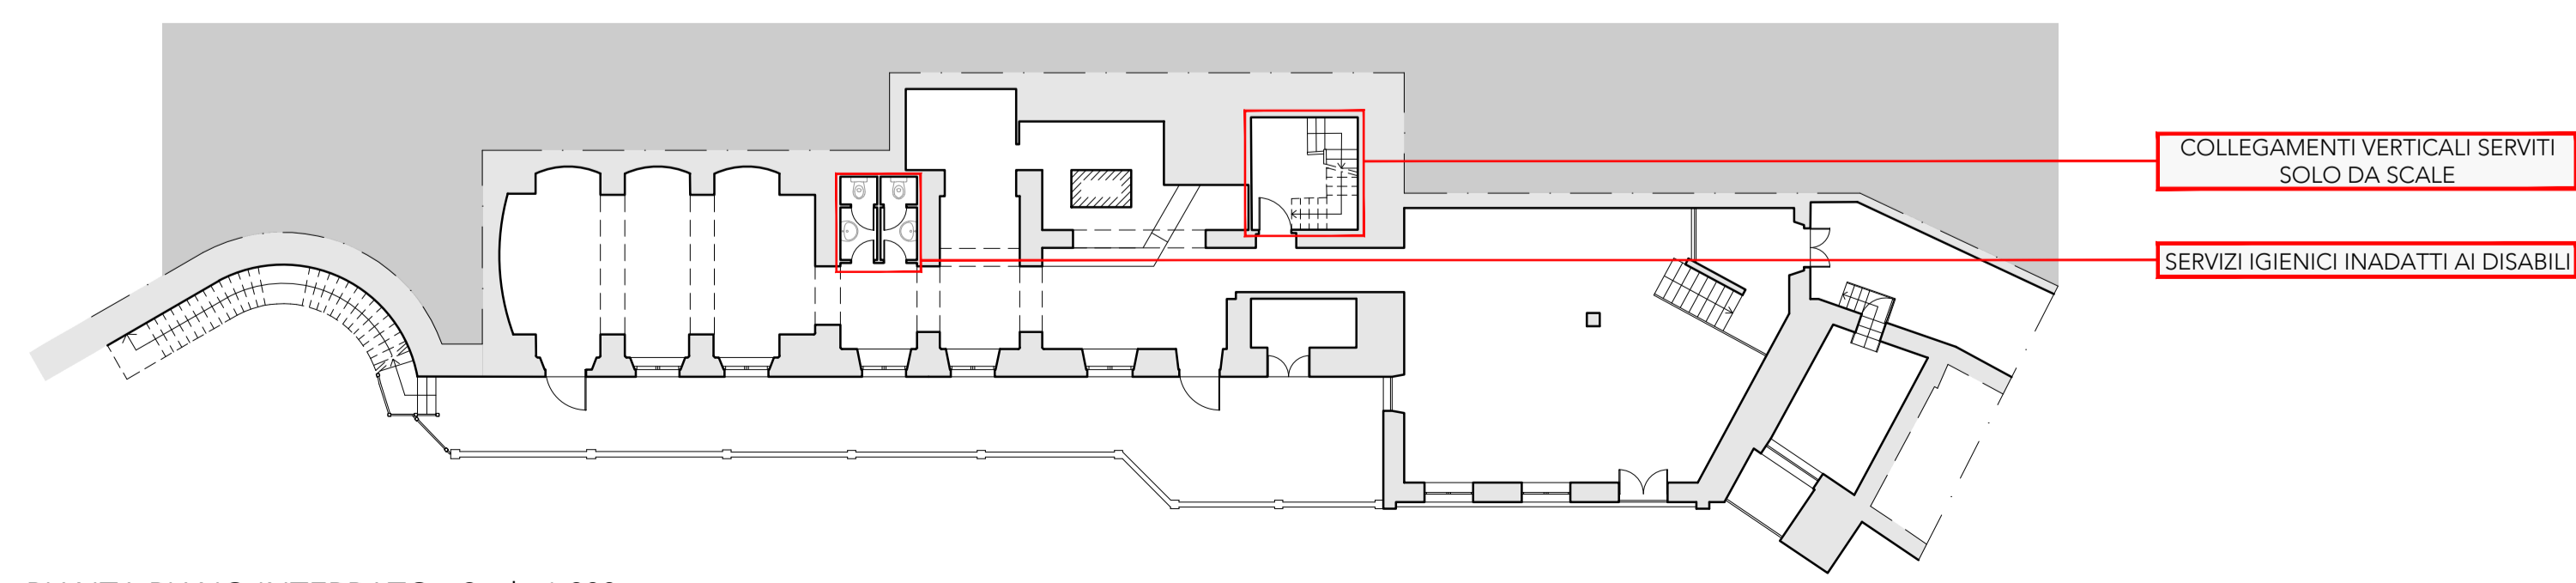 COLLEGAMENTI VERTICALI SERVITI
SOLO DA SCALE
SERVIZI IGIENICI INADATTI AI DISABILI